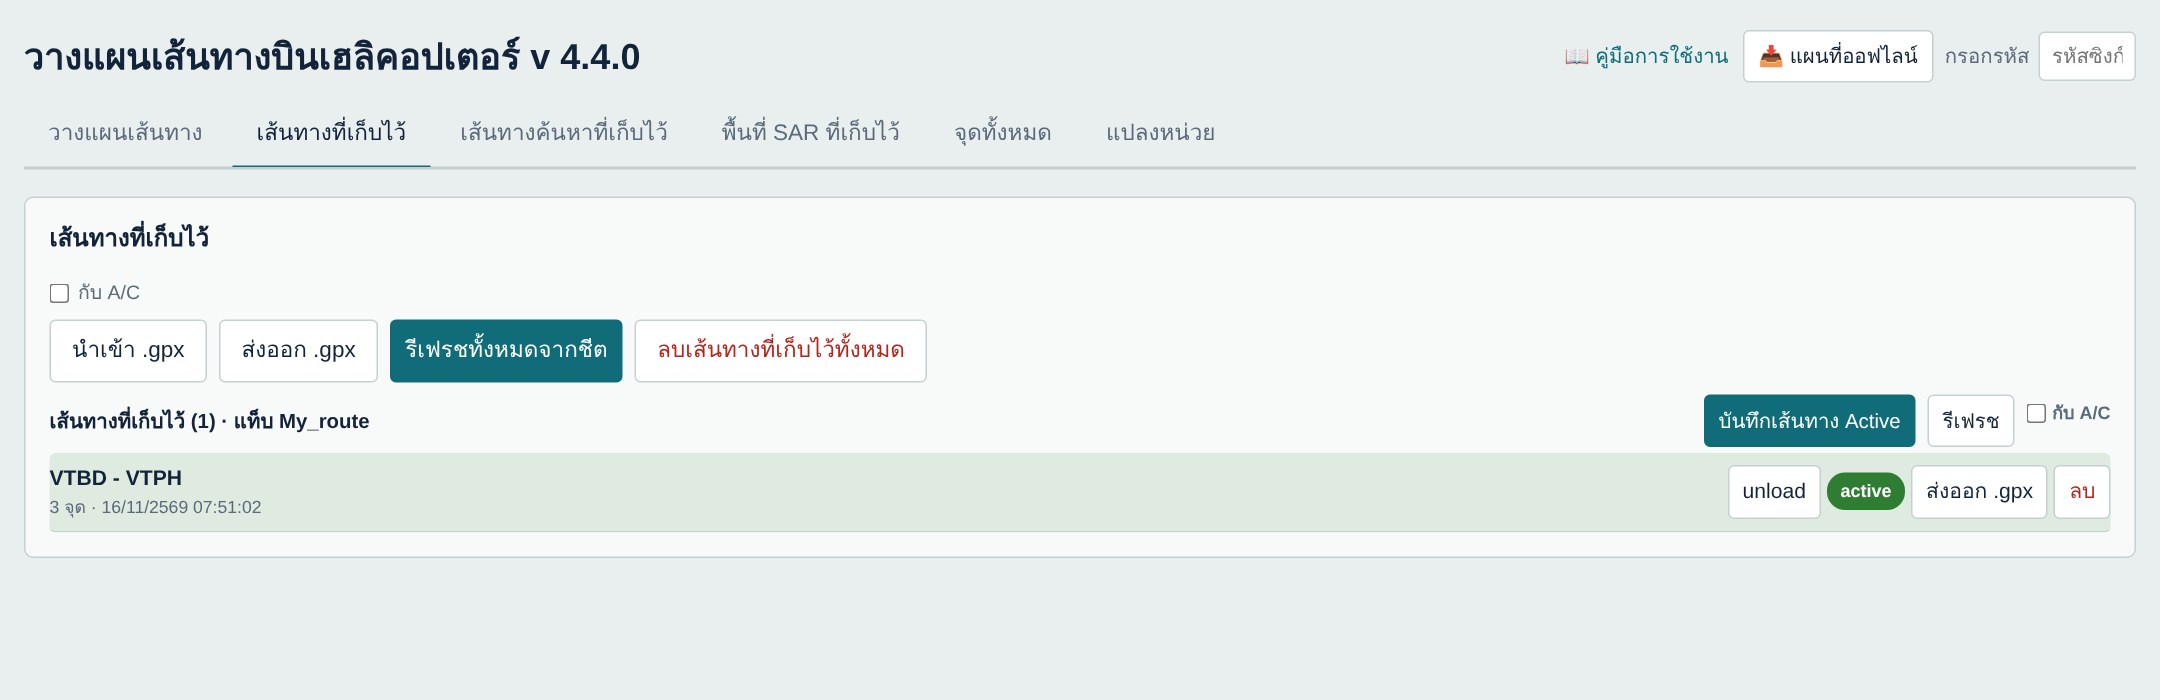 วางแผนเส้นทางบินเฮลิคอปเตอร์ v 4.4.0
📖 คู่มือการใช้งาน
📥 แผนที่ออฟไลน์
กรอกรหัส
รหัสซิงก์
วางแผนเส้นทาง
เส้นทางที่เก็บไว้
เส้นทางค้นหาที่เก็บไว้
พื้นที่ SAR ที่เก็บไว้
จุดทั้งหมด
แปลงหน่วย
เส้นทางที่เก็บไว้
กับ A/C
นำเข้า .gpx
ส่งออก .gpx
รีเฟรชทั้งหมดจากชีต
ลบเส้นทางที่เก็บไว้ทั้งหมด
เส้นทางที่เก็บไว้ (1) · แท็บ My_route
บันทึกเส้นทาง Active
รีเฟรช
กับ A/C
VTBD - VTPH
3 จุด · 16/11/2569 07:51:02
unload
active
ส่งออก .gpx
ลบ